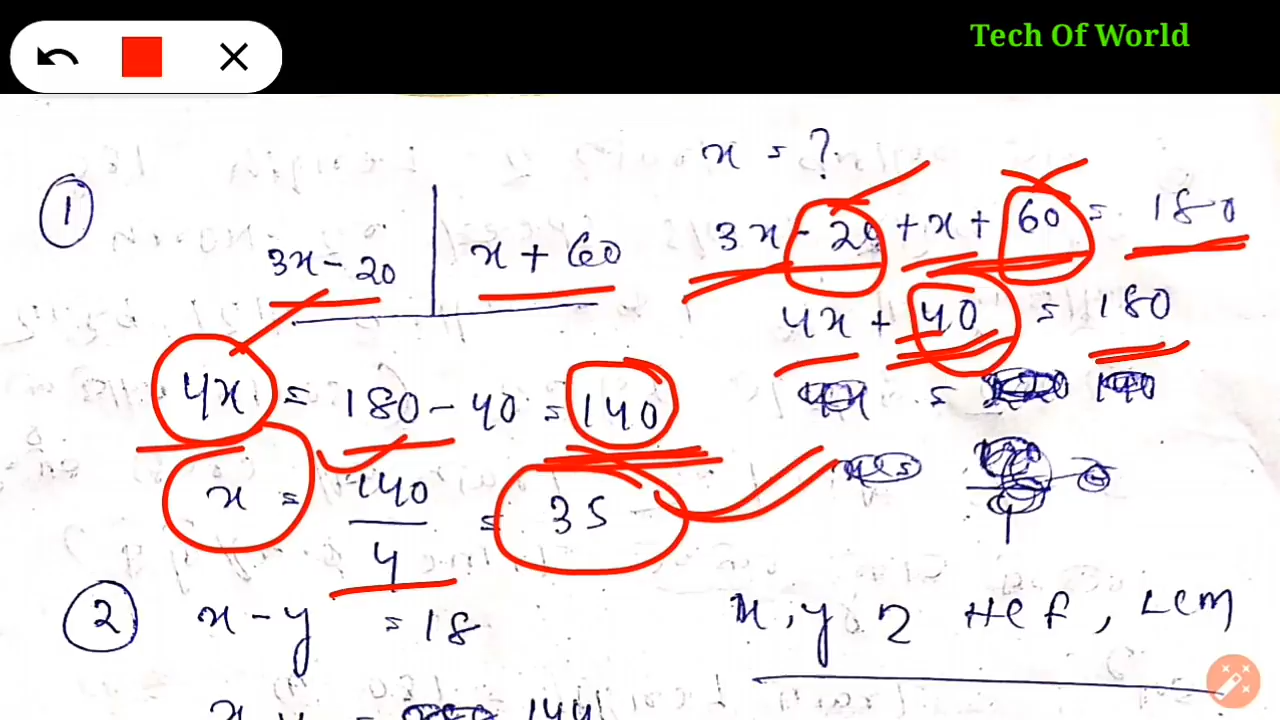 Tech Of World
x = ?
①
3x - 20 | x + 60
3x - 20 + x + 60 = 180
4x + 40 = 180
4x = 180 - 40 = 140
x = 140/4 = 35
② x - y = 18
x, y 2 HCF, LCM
144